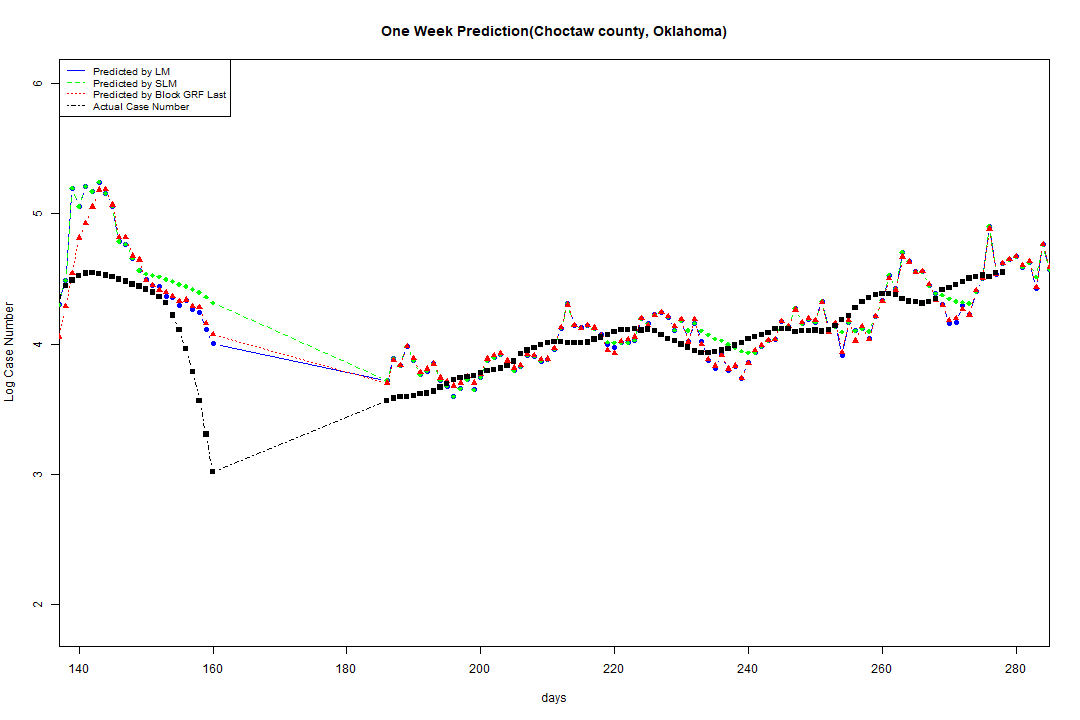 One Week Prediction(Choctaw county, Oklahoma)
Predicted by LM
Predicted by SLM
Predicted by Block GRF Last
Actual Case Number
Log Case Number
6
5
4
3
2
140 160 180 200 220 240 260 280
days